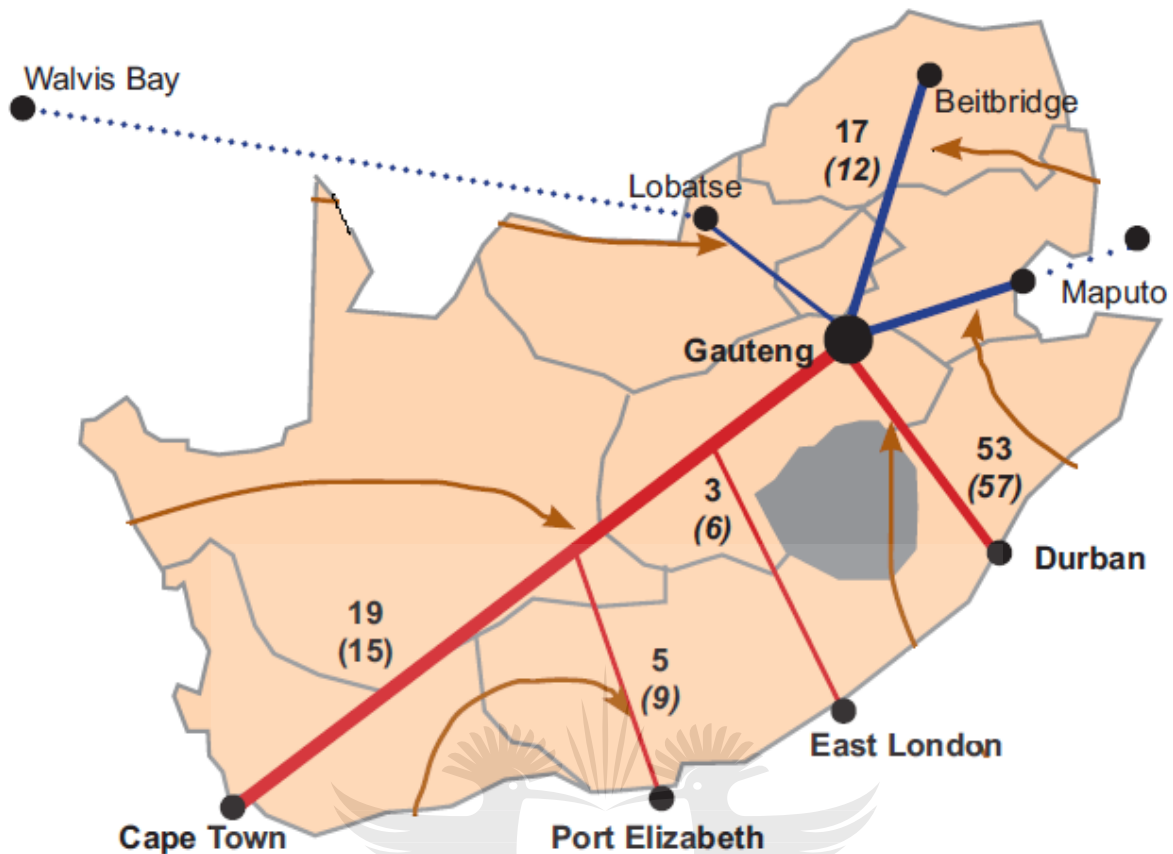 Walvis Bay
Beitbridge
17
(12)
Lobatse
Maputo
Gauteng
53
(57)
3
(6)
Durban
19
(15)
5
(9)
East London
Cape Town
Port Elizabeth